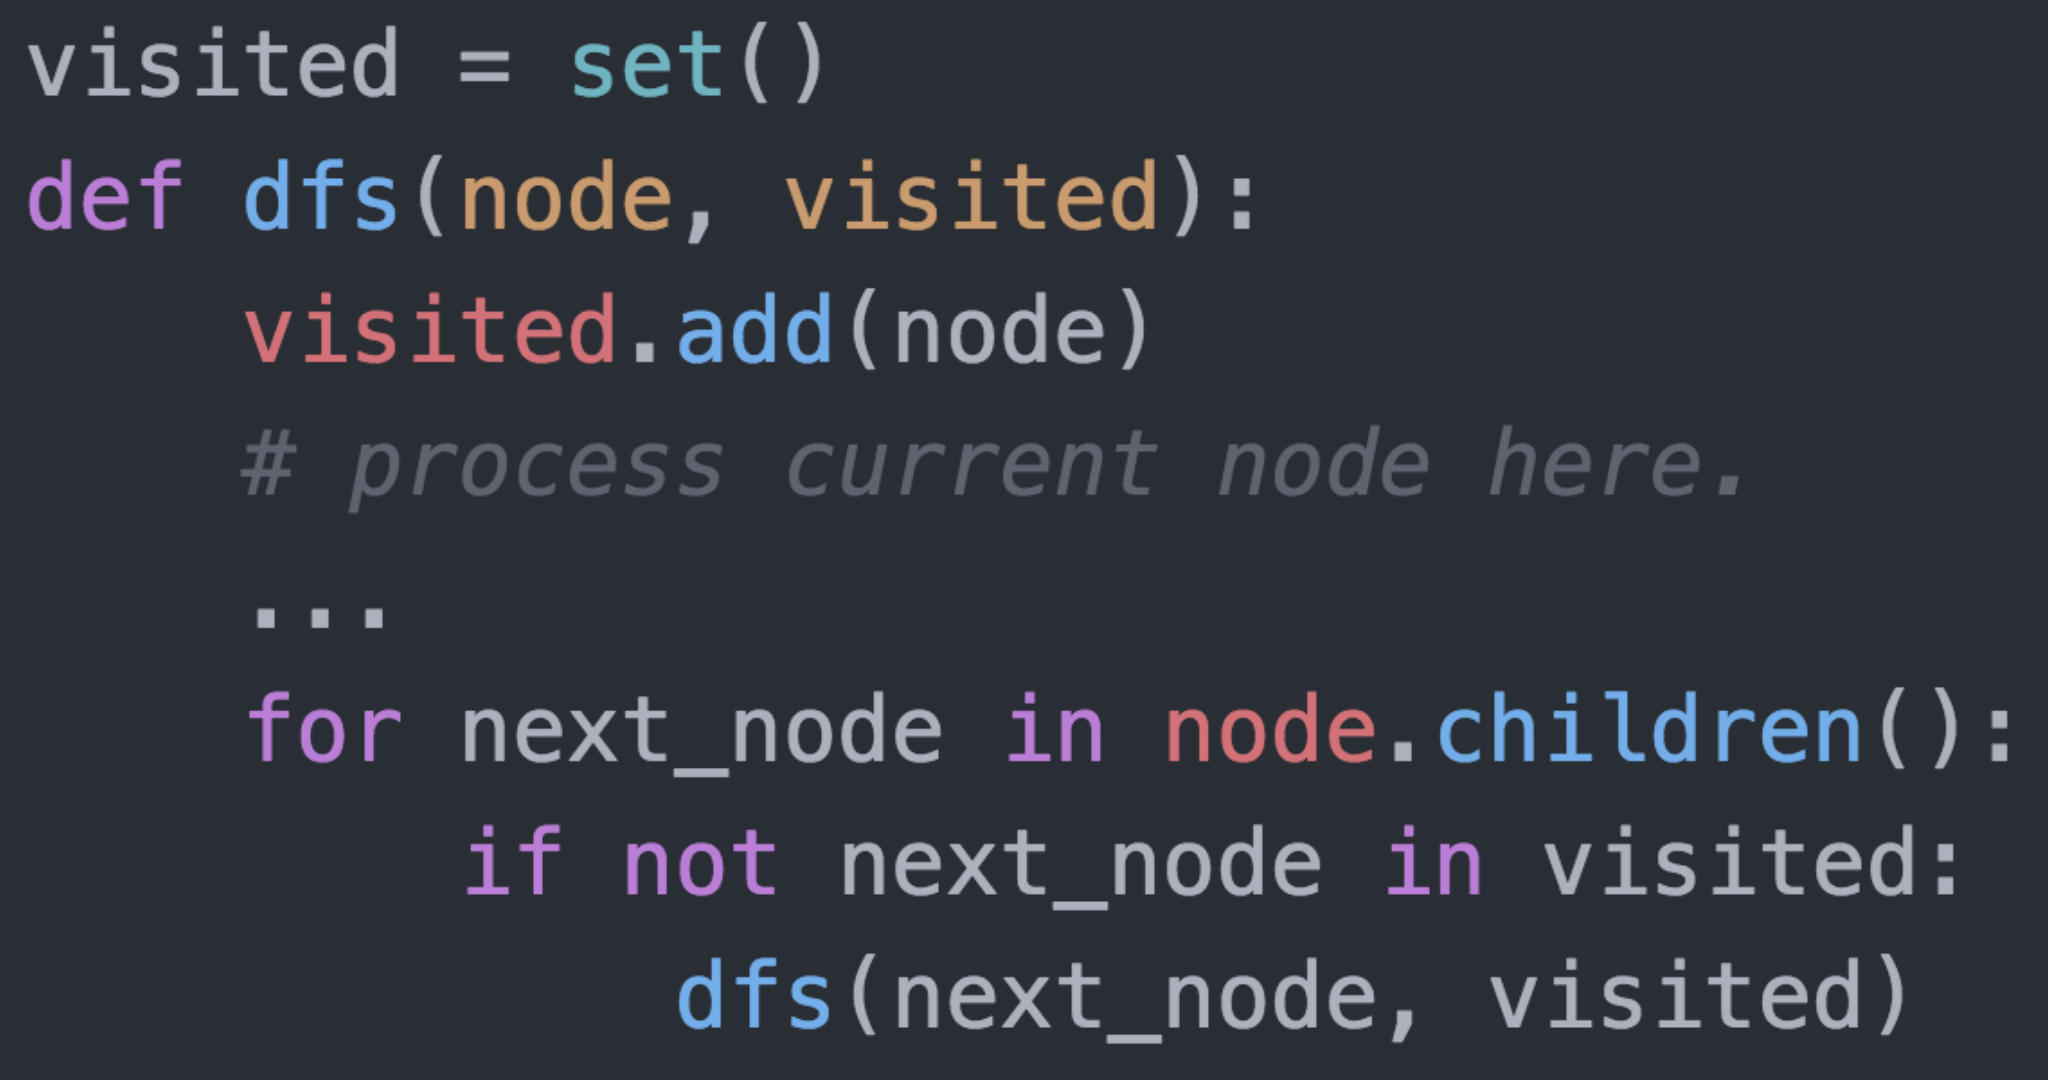 visited = set()
def dfs(node, visited):
    visited.add(node)
    # process current node here.
    ...
    for next_node in node.children():
        if not next_node in visited:
            dfs(next_node, visited)